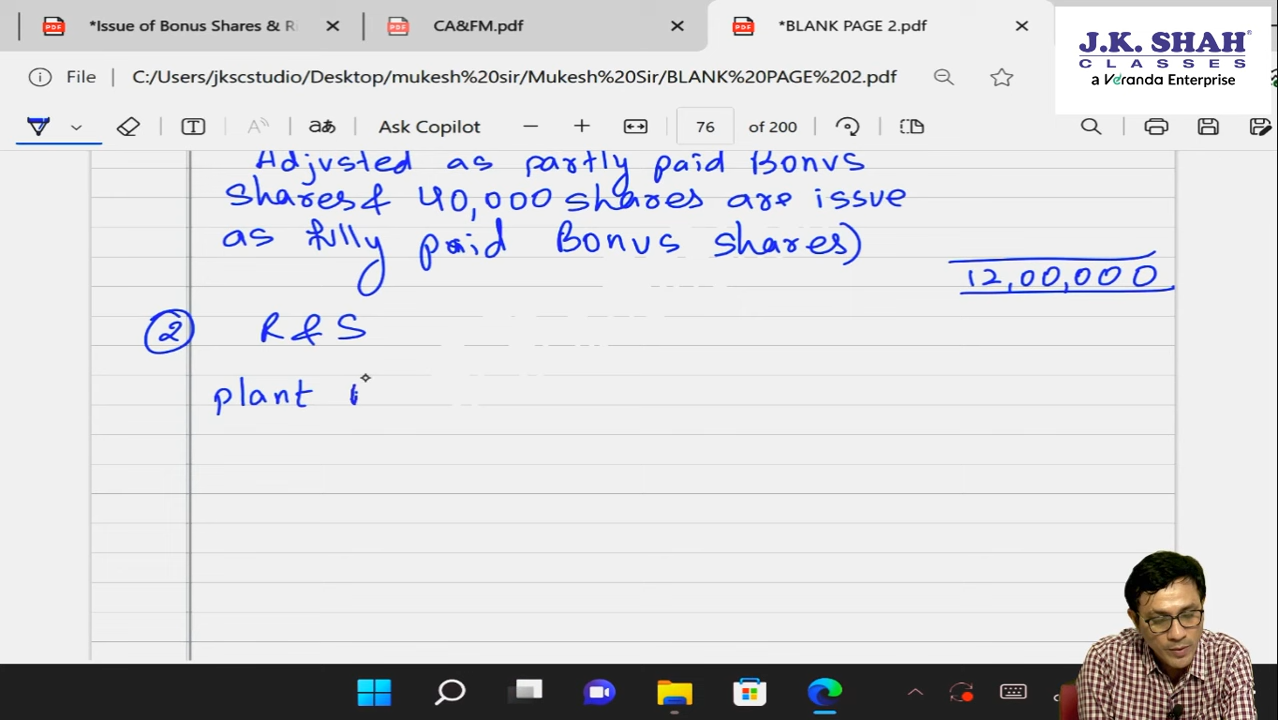 *Issue of Bonus Shares & Ri
CA&FM.pdf
*BLANK PAGE 2.pdf
J.K. SHAH®
CLASSES
a Veranda Enterprise
File
C:/Users/jkscstudio/Desktop/mukesh%20sir/Mukesh%20Sir/BLANK%20PAGE%202.pdf
Ask Copilot
76 of 200
Adjusted as partly paid Bonus
shares & 40,000 shares are issue
as fully paid Bonus shares)
12,00,000
2 R & S
plant